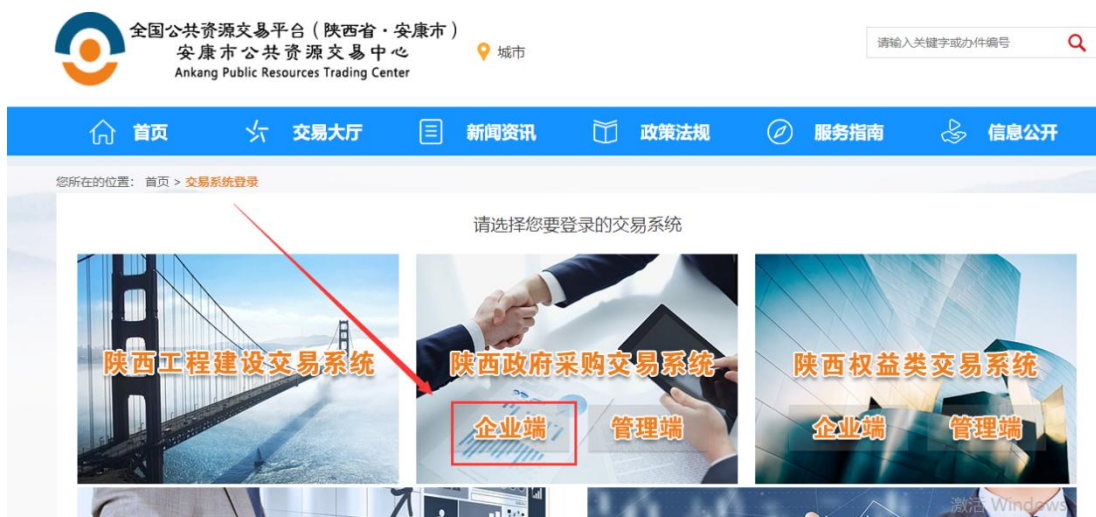 全国公共资源交易平台（陕西省·安康市）
安康市公共资源交易中心
Ankang Public Resources Trading Center
城市
请输入关键字或办件编号
首页
交易大厅
新闻资讯
政策法规
服务指南
信息公开
您所在的位置： 首页 > 交易系统登录
请选择您要登录的交易系统
陕西工程建设交易系统
陕西政府采购交易系统
陕西权益类交易系统
企业端
管理端
企业端
管理端
激活 Windows